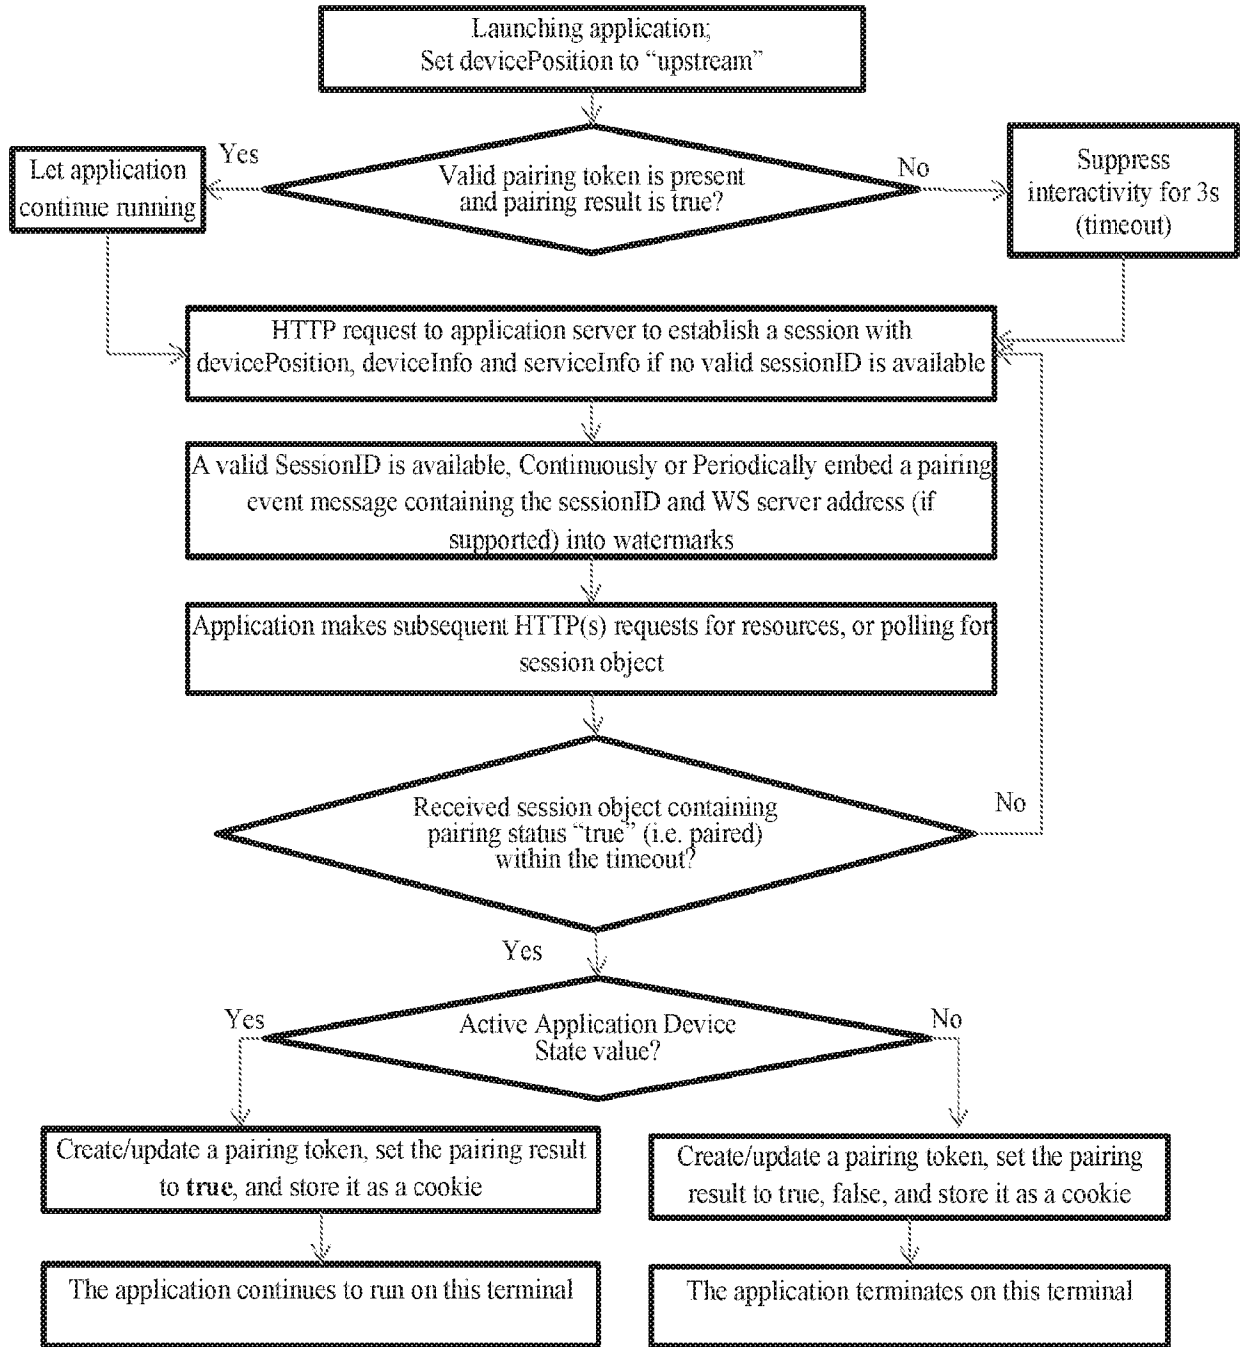 Launching application;
Set devicePosition to “upstream”
Yes
No
Let application
continue running
Valid pairing token is present
and pairing result is true?
Suppress
interactivity for 3s
(timeout)
HTTP request to application server to establish a session with
devicePosition, deviceInfo and serviceInfo if no valid sessionID is available
A valid SessionID is available, Continuously or Periodically embed a pairing
event message containing the sessionID and WS server address (if
supported) into watermarks
Application makes subsequent HTTP(s) requests for resources, or polling for
session object
Received session object containing
pairing status “true” (i.e. paired)
within the timeout?
No
Yes
Yes
Active Application Device
State value?
No
Create/update a pairing token, set the pairing result
to true, and store it as a cookie
Create/update a pairing token, set the pairing
result to true, false, and store it as a cookie
The application continues to run on this terminal
The application terminates on this terminal